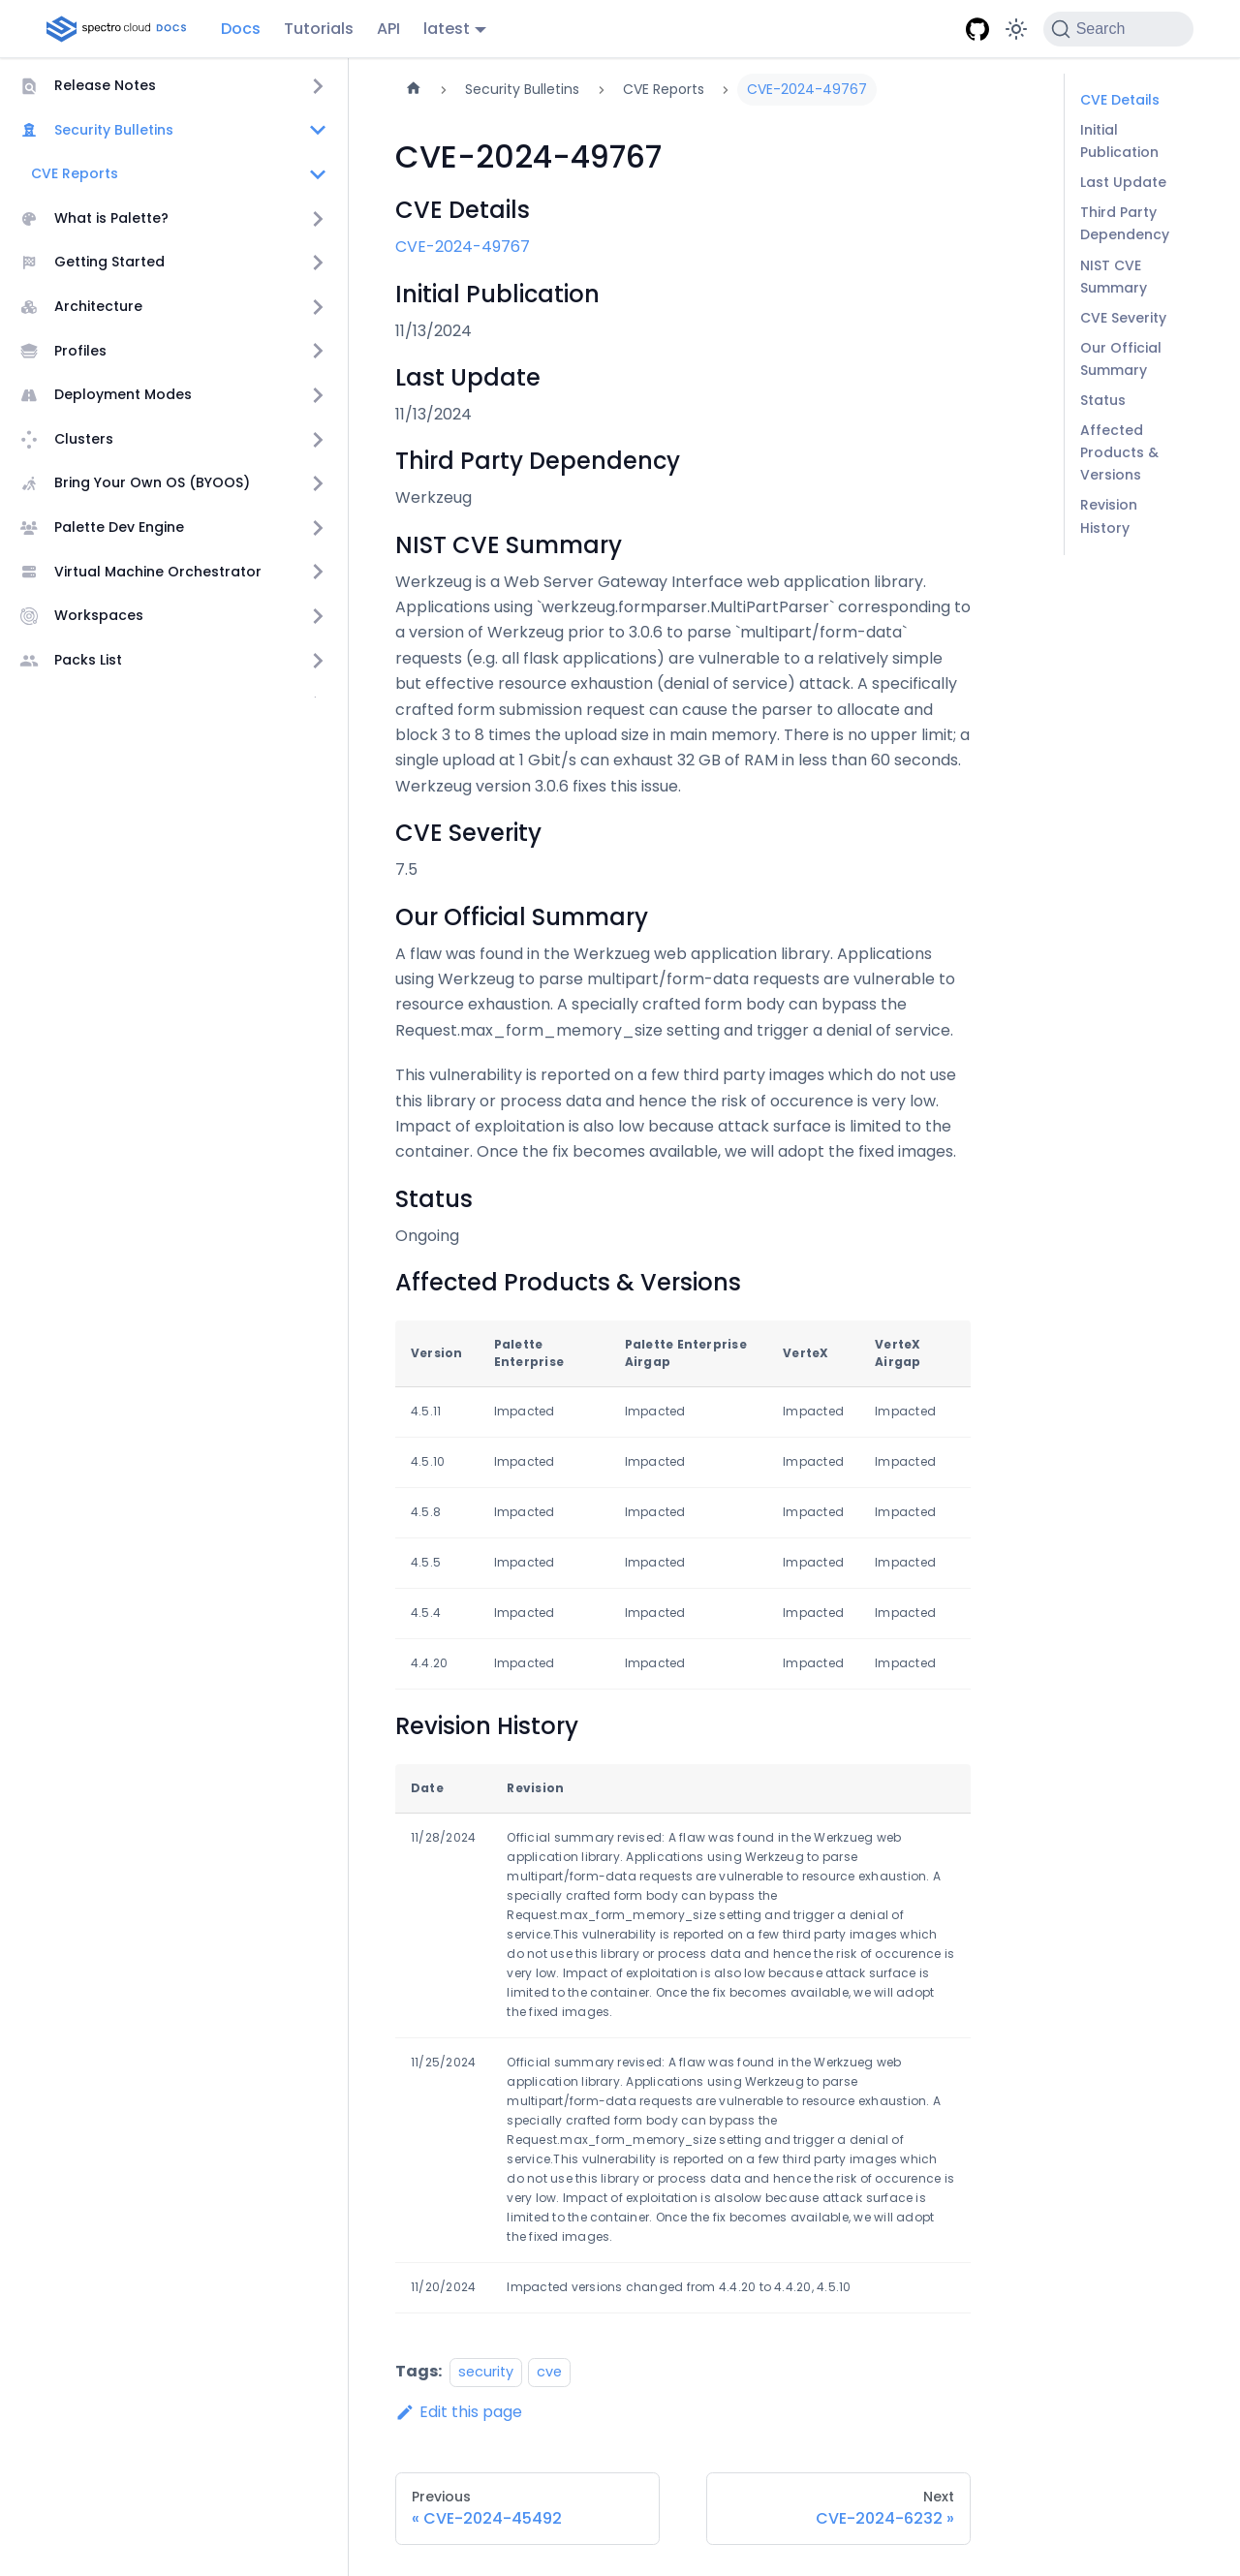 spectro cloud DOCS
Docs
Tutorials
API
latest
Search
Release Notes
Security Bulletins
CVE Reports
What is Palette?
Getting Started
Architecture
Profiles
Deployment Modes
Clusters
Bring Your Own OS (BYOOS)
Palette Dev Engine
Virtual Machine Orchestrator
Workspaces
Packs List
Security Bulletins
CVE Reports
CVE-2024-49767
CVE-2024-49767
CVE Details
CVE-2024-49767
Initial Publication
11/13/2024
Last Update
11/13/2024
Third Party Dependency
Werkzeug
NIST CVE Summary
Werkzeug is a Web Server Gateway Interface web application library.
Applications using `werkzeug.formparser.MultiPartParser` corresponding to
a version of Werkzeug prior to 3.0.6 to parse `multipart/form-data`
requests (e.g. all flask applications) are vulnerable to a relatively simple
but effective resource exhaustion (denial of service) attack. A specifically
crafted form submission request can cause the parser to allocate and
block 3 to 8 times the upload size in main memory. There is no upper limit; a
single upload at 1 Gbit/s can exhaust 32 GB of RAM in less than 60 seconds.
Werkzeug version 3.0.6 fixes this issue.
CVE Severity
7.5
Our Official Summary
A flaw was found in the Werkzueg web application library. Applications
using Werkzeug to parse multipart/form-data requests are vulnerable to
resource exhaustion. A specially crafted form body can bypass the
Request.max_form_memory_size setting and trigger a denial of service.
This vulnerability is reported on a few third party images which do not use
this library or process data and hence the risk of occurence is very low.
Impact of exploitation is also low because attack surface is limited to the
container. Once the fix becomes available, we will adopt the fixed images.
Status
Ongoing
Affected Products & Versions
Version Palette Enterprise Palette Enterprise Airgap VerteX VerteX Airgap
4.5.11 Impacted Impacted Impacted Impacted
4.5.10 Impacted Impacted Impacted Impacted
4.5.8 Impacted Impacted Impacted Impacted
4.5.5 Impacted Impacted Impacted Impacted
4.5.4 Impacted Impacted Impacted Impacted
4.4.20 Impacted Impacted Impacted Impacted
Revision History
Date Revision
11/28/2024 Official summary revised: A flaw was found in the Werkzueg web
application library. Applications using Werkzeug to parse
multipart/form-data requests are vulnerable to resource exhaustion. A
specially crafted form body can bypass the
Request.max_form_memory_size setting and trigger a denial of
service.This vulnerability is reported on a few third party images which
do not use this library or process data and hence the risk of occurence is
very low. Impact of exploitation is also low because attack surface is
limited to the container. Once the fix becomes available, we will adopt
the fixed images.
11/25/2024 Official summary revised: A flaw was found in the Werkzueg web
application library. Applications using Werkzeug to parse
multipart/form-data requests are vulnerable to resource exhaustion. A
specially crafted form body can bypass the
Request.max_form_memory_size setting and trigger a denial of
service.This vulnerability is reported on a few third party images which
do not use this library or process data and hence the risk of occurence is
very low. Impact of exploitation is alsolow because attack surface is
limited to the container. Once the fix becomes available, we will adopt
the fixed images.
11/20/2024 Impacted versions changed from 4.4.20 to 4.4.20, 4.5.10
Tags: security cve
Edit this page
Previous
« CVE-2024-45492
Next
CVE-2024-6232 »
CVE Details
Initial
Publication
Last Update
Third Party
Dependency
NIST CVE
Summary
CVE Severity
Our Official
Summary
Status
Affected
Products &
Versions
Revision
History